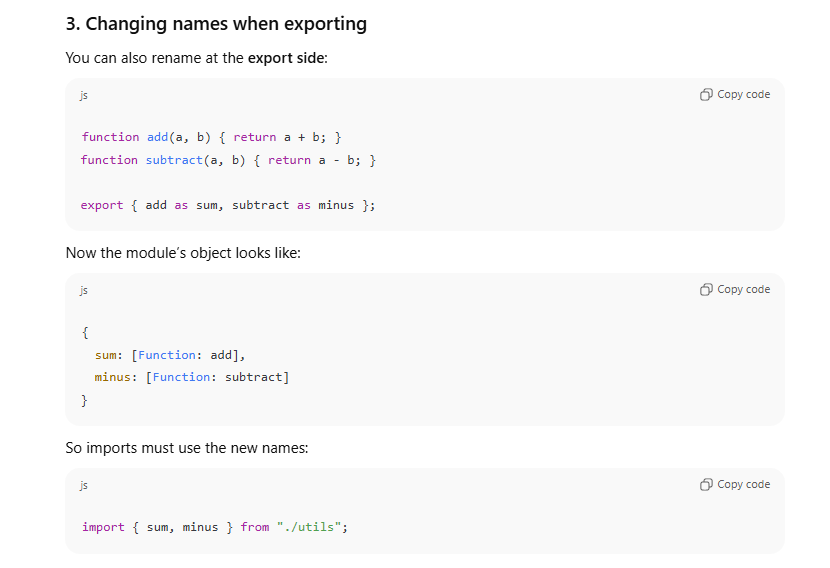 3. Changing names when exporting
You can also rename at the export side:
js
Copy code
function add(a, b) { return a + b; }
function subtract(a, b) { return a - b; }
export { add as sum, subtract as minus };
Now the module’s object looks like:
js
Copy code
{
sum: [Function: add],
minus: [Function: subtract]
}
So imports must use the new names:
js
Copy code
import { sum, minus } from "./utils";